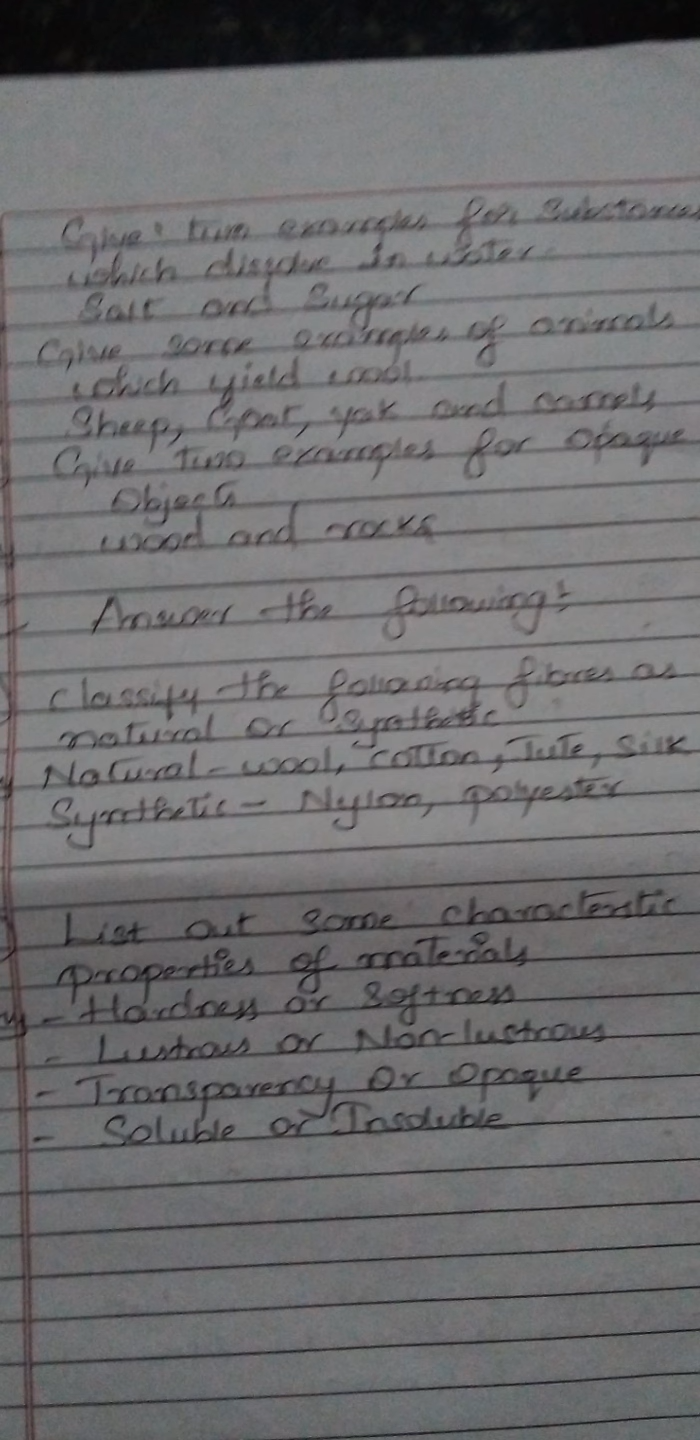 Give two examples for substances
which disolve In water.
Salt and Sugar
Give some examples of animals
which yield wool.
Sheep, Goat, yak and camels
Give Two examples for Opaque
Objects
wood and rocks
Answer the following:
Classify the following fibres as
natural or Synthetic
Natural - wool, cotton, Jute, Silk
Synthetic - Nylon, polyester
List out some characterstic
properties of materials
- Hardness or Softness
- Lustrous or Non-lustrous
- Transparency Or Opaque
- Soluble or Insoluble